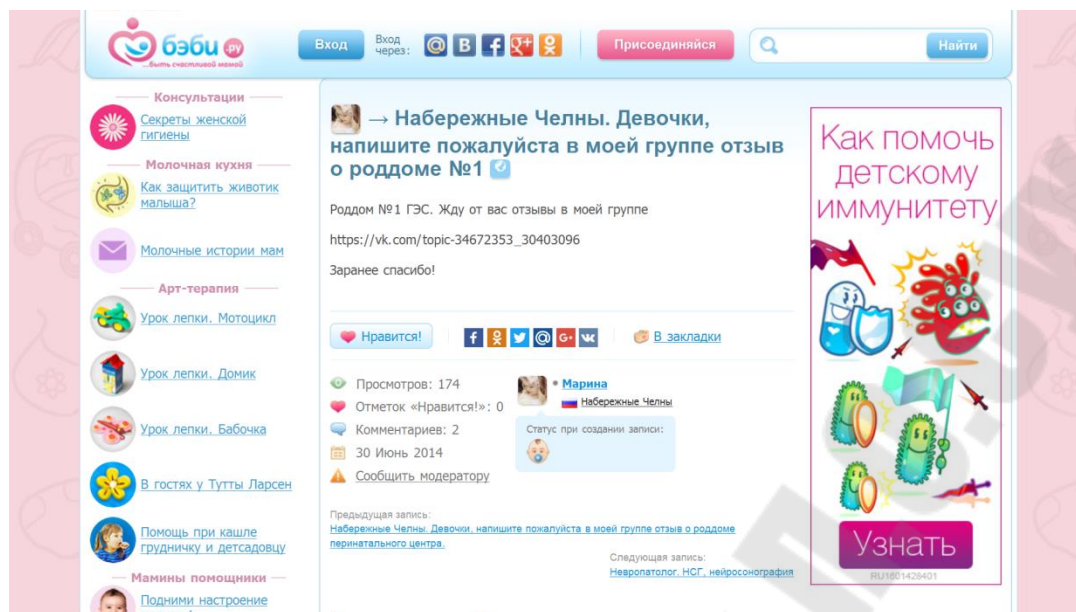 бэби.ру
...быть счастливой мамой
Вход
Вход
через:
Присоединяйся
Найти
Консультации
Секреты женской
гигиены
Молочная кухня
Как защитить животик
малыша?
Молочные истории мам
Арт-терапия
Урок лепки. Мотоцикл
Урок лепки. Домик
Урок лепки. Бабочка
В гостях у Тутты Ларсен
Помощь при кашле
грудничку и детсадовцу
Мамины помощники
Подними настроение
→ Набережные Челны. Девочки,
напишите пожалуйста в моей группе отзыв
о роддоме №1
Роддом №1 ГЭС. Жду от вас отзывы в моей группе
https://vk.com/topic-34672353_30403096
Заранее спасибо!
Нравится!
В закладки
Просмотров: 174
Отметок «Нравится!»: 0
Комментариев: 2
30 Июнь 2014
Сообщить модератору
Марина
Набережные Челны
Статус при создании записи:
Предыдущая запись:
Набережные Челны. Девочки, напишите пожалуйста в моей группе отзыв о роддоме
перинатального центра.
Следующая запись:
Невропатолог. НСГ, нейросонография
Как помочь
детскому
иммунитету
Узнать
RU1601428401